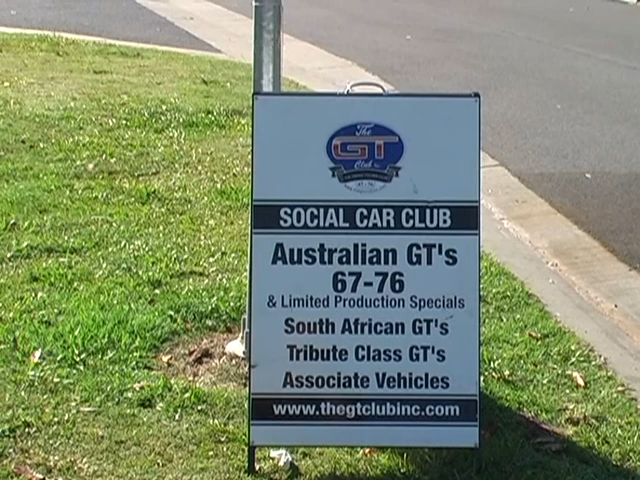 The
GT
Club
SOCIAL CAR CLUB
Australian GT's
67-76
& Limited Production Specials
South African GT's
Tribute Class GT's
Associate Vehicles
www.thegtclubinc.com